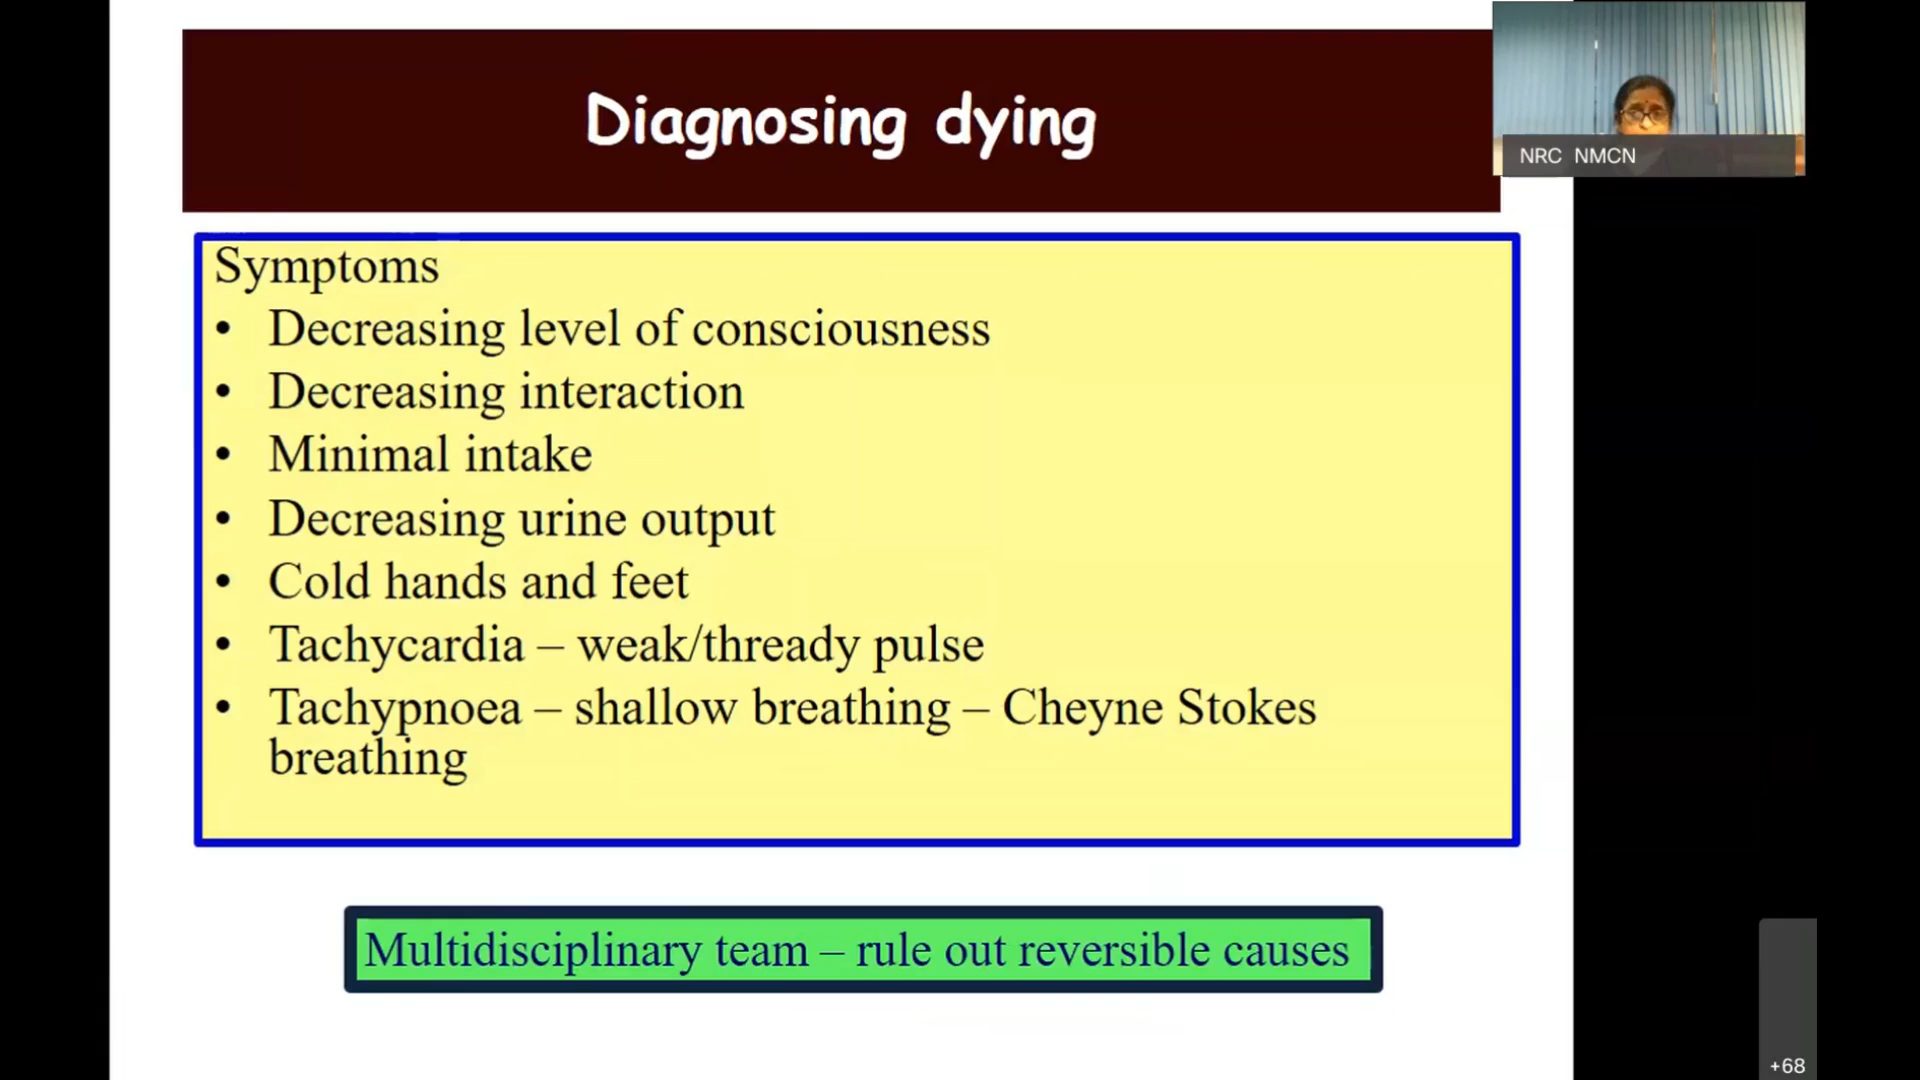 Diagnosing dying
NRC NMCN
Symptoms
• Decreasing level of consciousness
• Decreasing interaction
• Minimal intake
• Decreasing urine output
• Cold hands and feet
• Tachycardia – weak/thready pulse
• Tachypnoea – shallow breathing – Cheyne Stokes
breathing
Multidisciplinary team – rule out reversible causes
+68